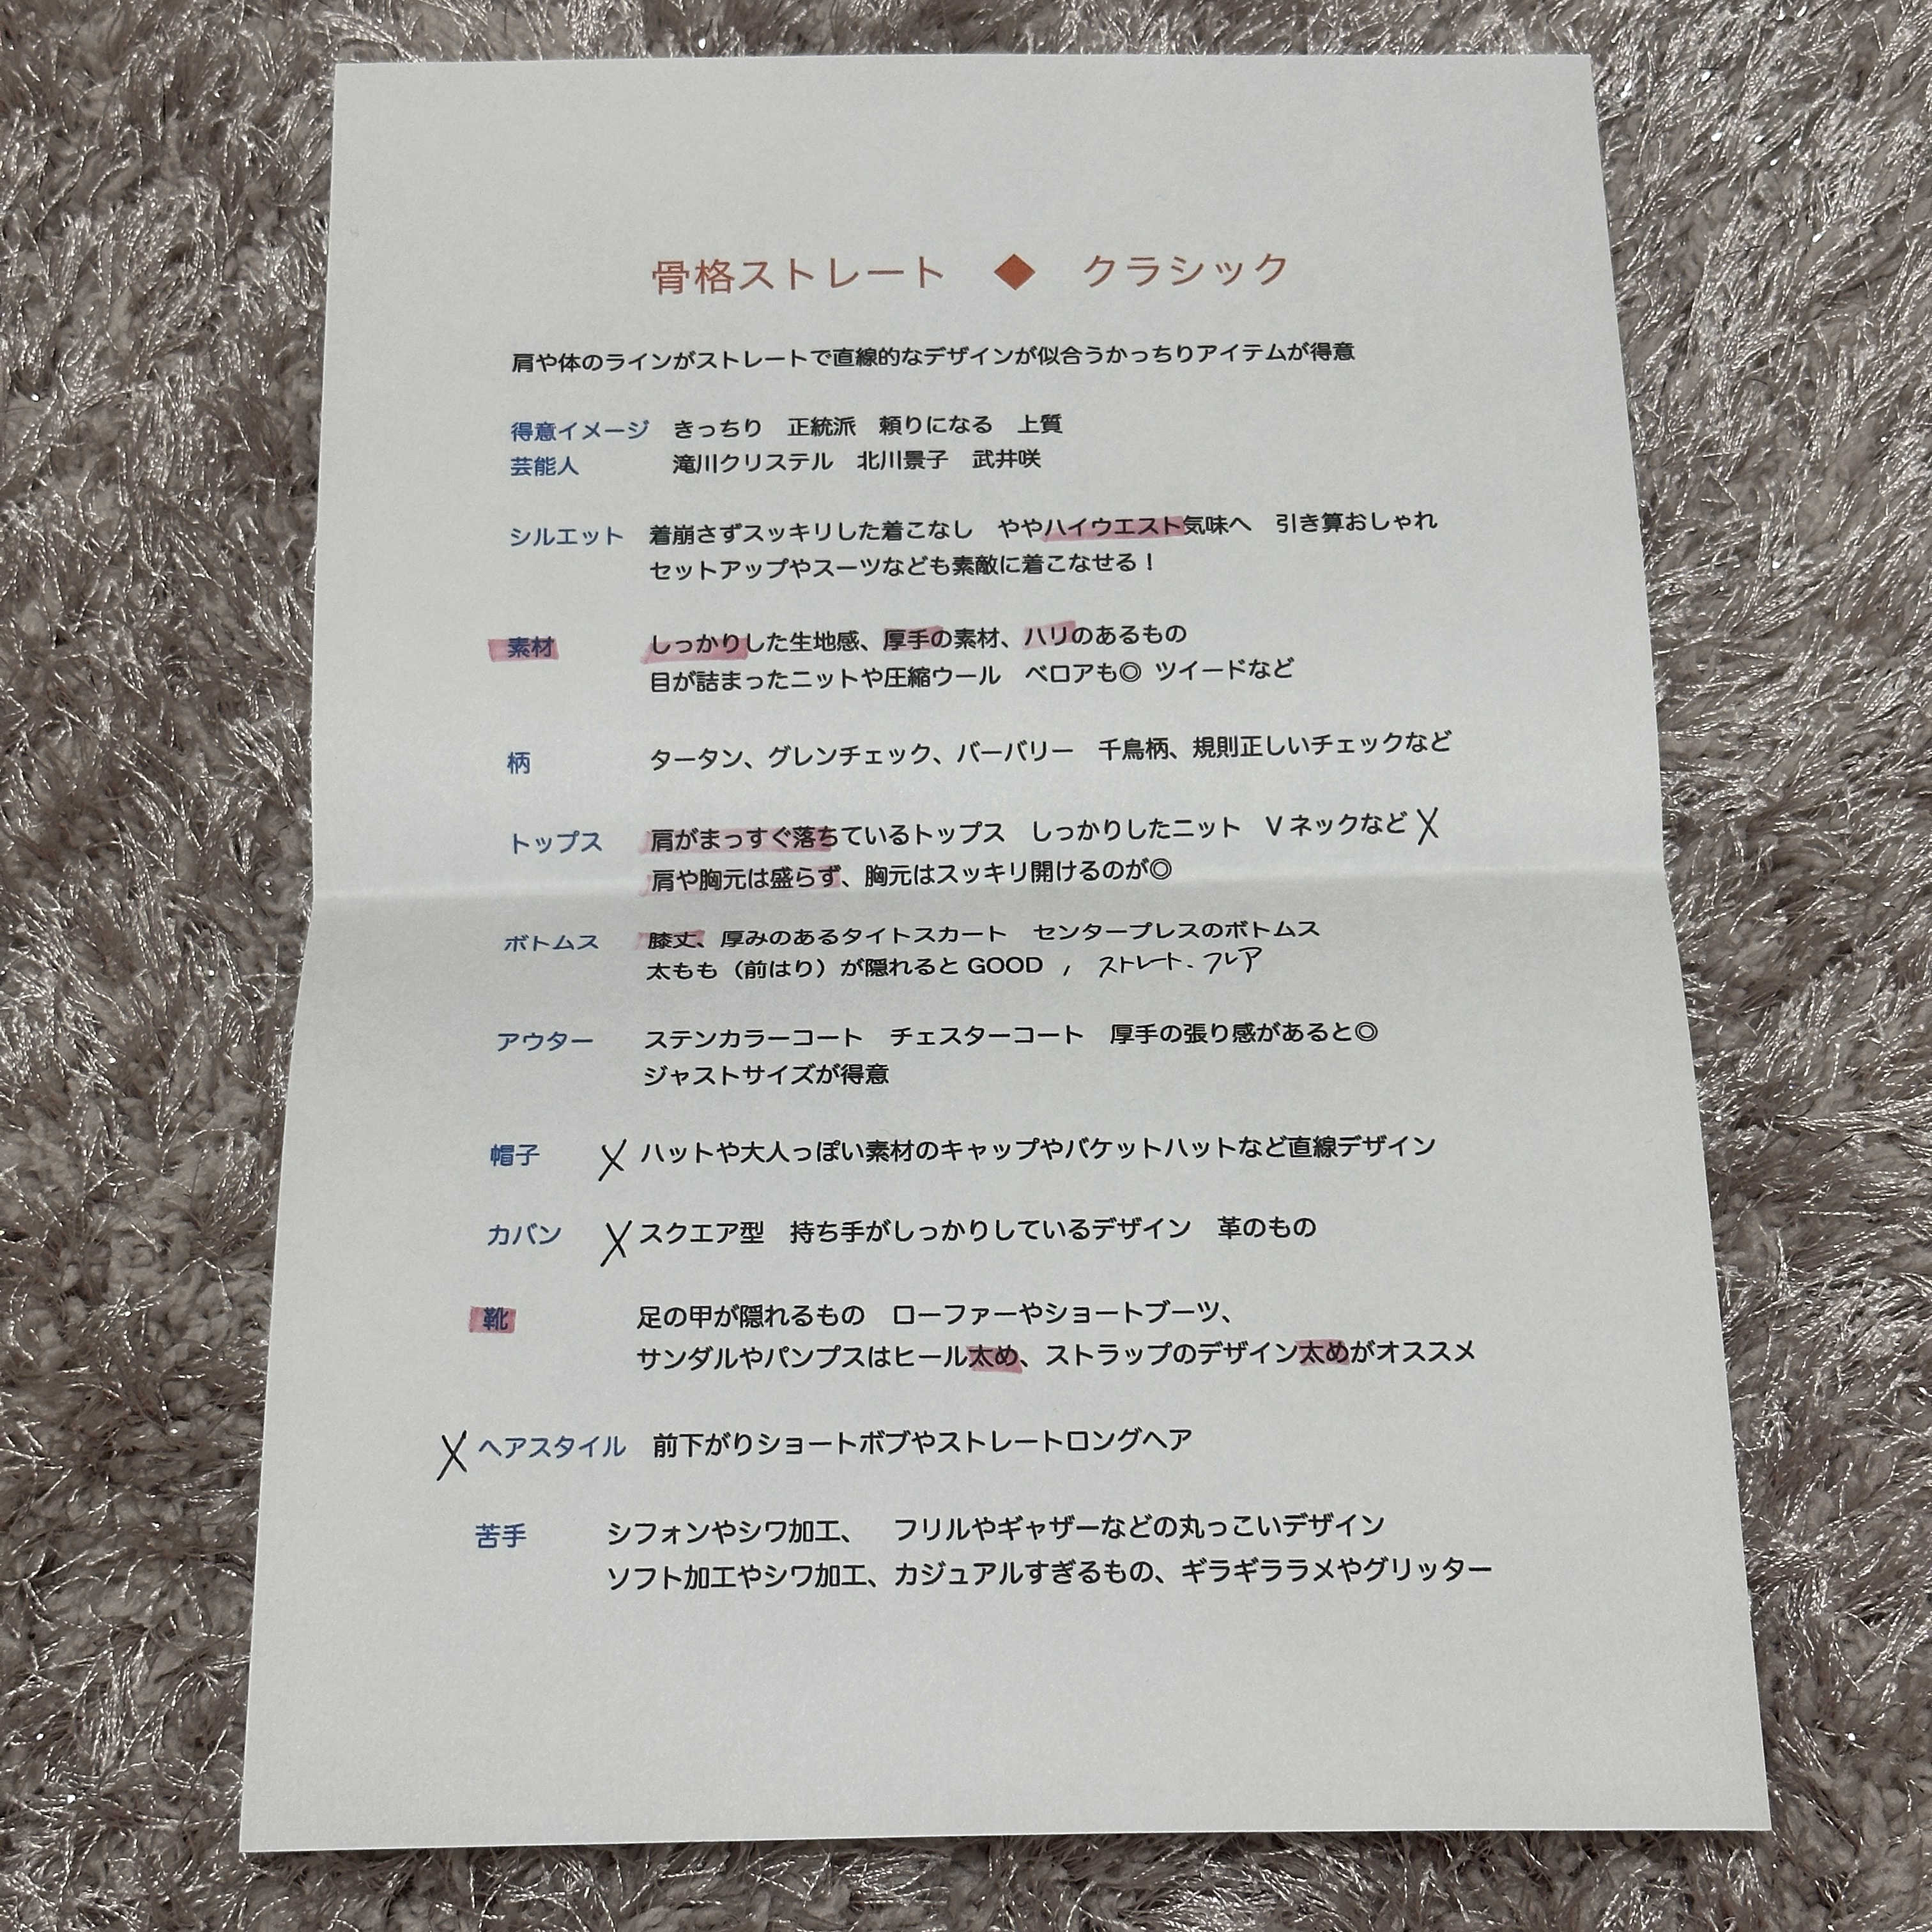 骨格ストレート ◆ クラシック
肩や体のラインがストレートで直線的なデザインが似合うかっちりアイテムが得意
得意イメージ きっちり 正統派 頼りになる 上質
芸能人 滝川クリステル 北川景子 武井咲
シルエット 着崩さずスッキリした着こなし ややハイウエスト気味へ 引き算おしゃれ
セットアップやスーツなども素敵に着こなせる！
素材 しっかりした生地感、厚手の素材、ハリのあるもの
目が詰まったニットや圧縮ウール ベロアも◎ ツイードなど
柄 タータン、グレンチェック、バーバリー 千鳥柄、規則正しいチェックなど
トップス 肩がまっすぐ落ちているトップス しっかりしたニット Vネックなど X
肩や胸元は盛らず、胸元はスッキリ開けるのが◎
ボトムス 膝丈、厚みのあるタイトスカート センタープレスのボトムス
太もも（前はり）が隠れると GOOD , ストレート．フレア
アウター ステンカラーコート チェスターコート 厚手の張り感があると◎
ジャストサイズが得意
帽子 X ハットや大人っぽい素材のキャップやバケットハットなど直線デザイン
カバン X スクエア型 持ち手がしっかりしているデザイン 革のもの
靴 足の甲が隠れるもの ローファーやショートブーツ、
サンダルやパンプスはヒール太め、ストラップのデザイン太めがオススメ
X ヘアスタイル 前下がりショートボブやストレートロングヘア
苦手 シフォンやシワ加工、 フリルやギャザーなどの丸っこいデザイン
ソフト加工やシワ加工、カジュアルすぎるもの、ギラギララメやグリッター